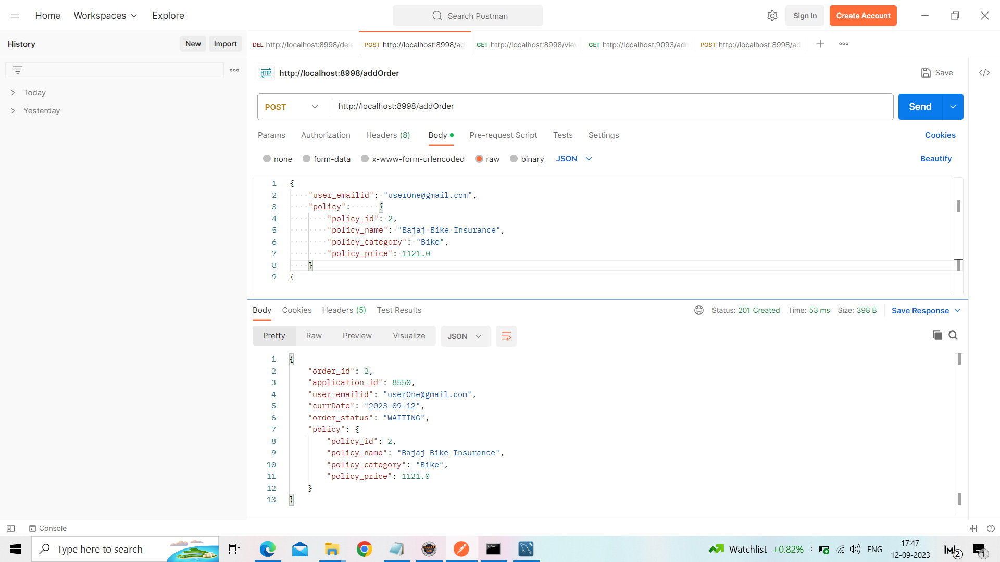 Home Workspaces Explore Search Postman Sign In Create Account
History New Import
DEL http://localhost:8998/dele POST http://localhost:8998/ad GET http://localhost:8998/vie GET http://localhost:9093/adm POST http://localhost:8998/ad
HTTP http://localhost:8998/addOrder Save
Today
Yesterday
POST http://localhost:8998/addOrder Send
Params Authorization Headers (8) Body Pre-request Script Tests Settings Cookies
none form-data x-www-form-urlencoded raw binary JSON Beautify
1 {
2 "user_emailid": "userOne@gmail.com",
3 "policy": {
4 "policy_id": 2,
5 "policy_name": "Bajaj Bike Insurance",
6 "policy_category": "Bike",
7 "policy_price": 1121.0
8 }
9 }
Body Cookies Headers (5) Test Results Status: 201 Created Time: 53 ms Size: 398 B Save Response
Pretty Raw Preview Visualize JSON
1 {
2 "order_id": 2,
3 "application_id": 8550,
4 "user_emailid": "userOne@gmail.com",
5 "currDate": "2023-09-12",
6 "order_status": "WAITING",
7 "policy": {
8 "policy_id": 2,
9 "policy_name": "Bajaj Bike Insurance",
10 "policy_category": "Bike",
11 "policy_price": 1121.0
12 }
13 }
Console
Type here to search Watchlist +0.82% ENG 17:47 2 1
12-09-2023